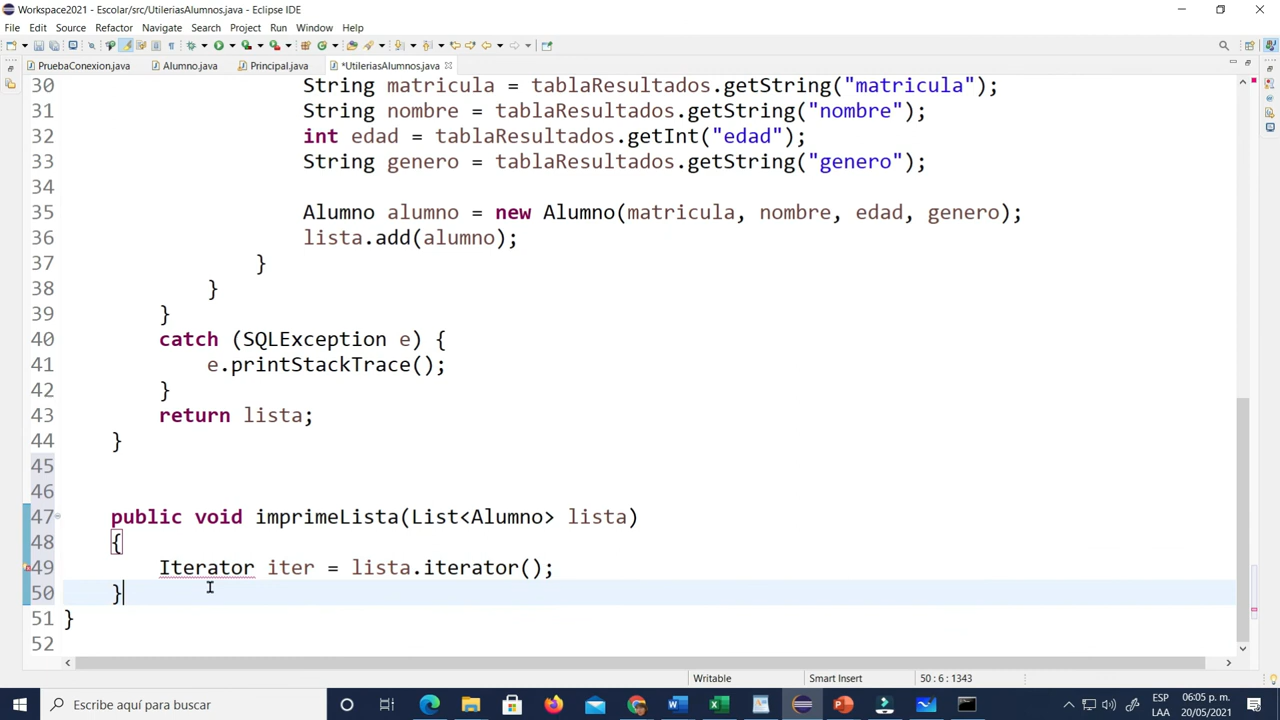 Workspace2021 - Escolar/src/UtileriasAlumnos.java - Eclipse IDE
File Edit Source Refactor Navigate Search Project Run Window Help
PruebaConexion.java Alumno.java Principal.java *UtileriasAlumnos.java
30 String matricula = tablaResultados.getString("matricula");
31 String nombre = tablaResultados.getString("nombre");
32 int edad = tablaResultados.getInt("edad");
33 String genero = tablaResultados.getString("genero");
34
35 Alumno alumno = new Alumno(matricula, nombre, edad, genero);
36 lista.add(alumno);
37 }
38 }
39 }
40 catch (SQLException e) {
41 e.printStackTrace();
42 }
43 return lista;
44 }
45
46
47 public void imprimeLista(List<Alumno> lista)
48 {
49 Iterator iter = lista.iterator();
50 }
51 }
52
Writable Smart Insert 50 : 6 : 1343
Escribe aquí para buscar
ESP 06:05 p. m.
LAA 20/05/2021